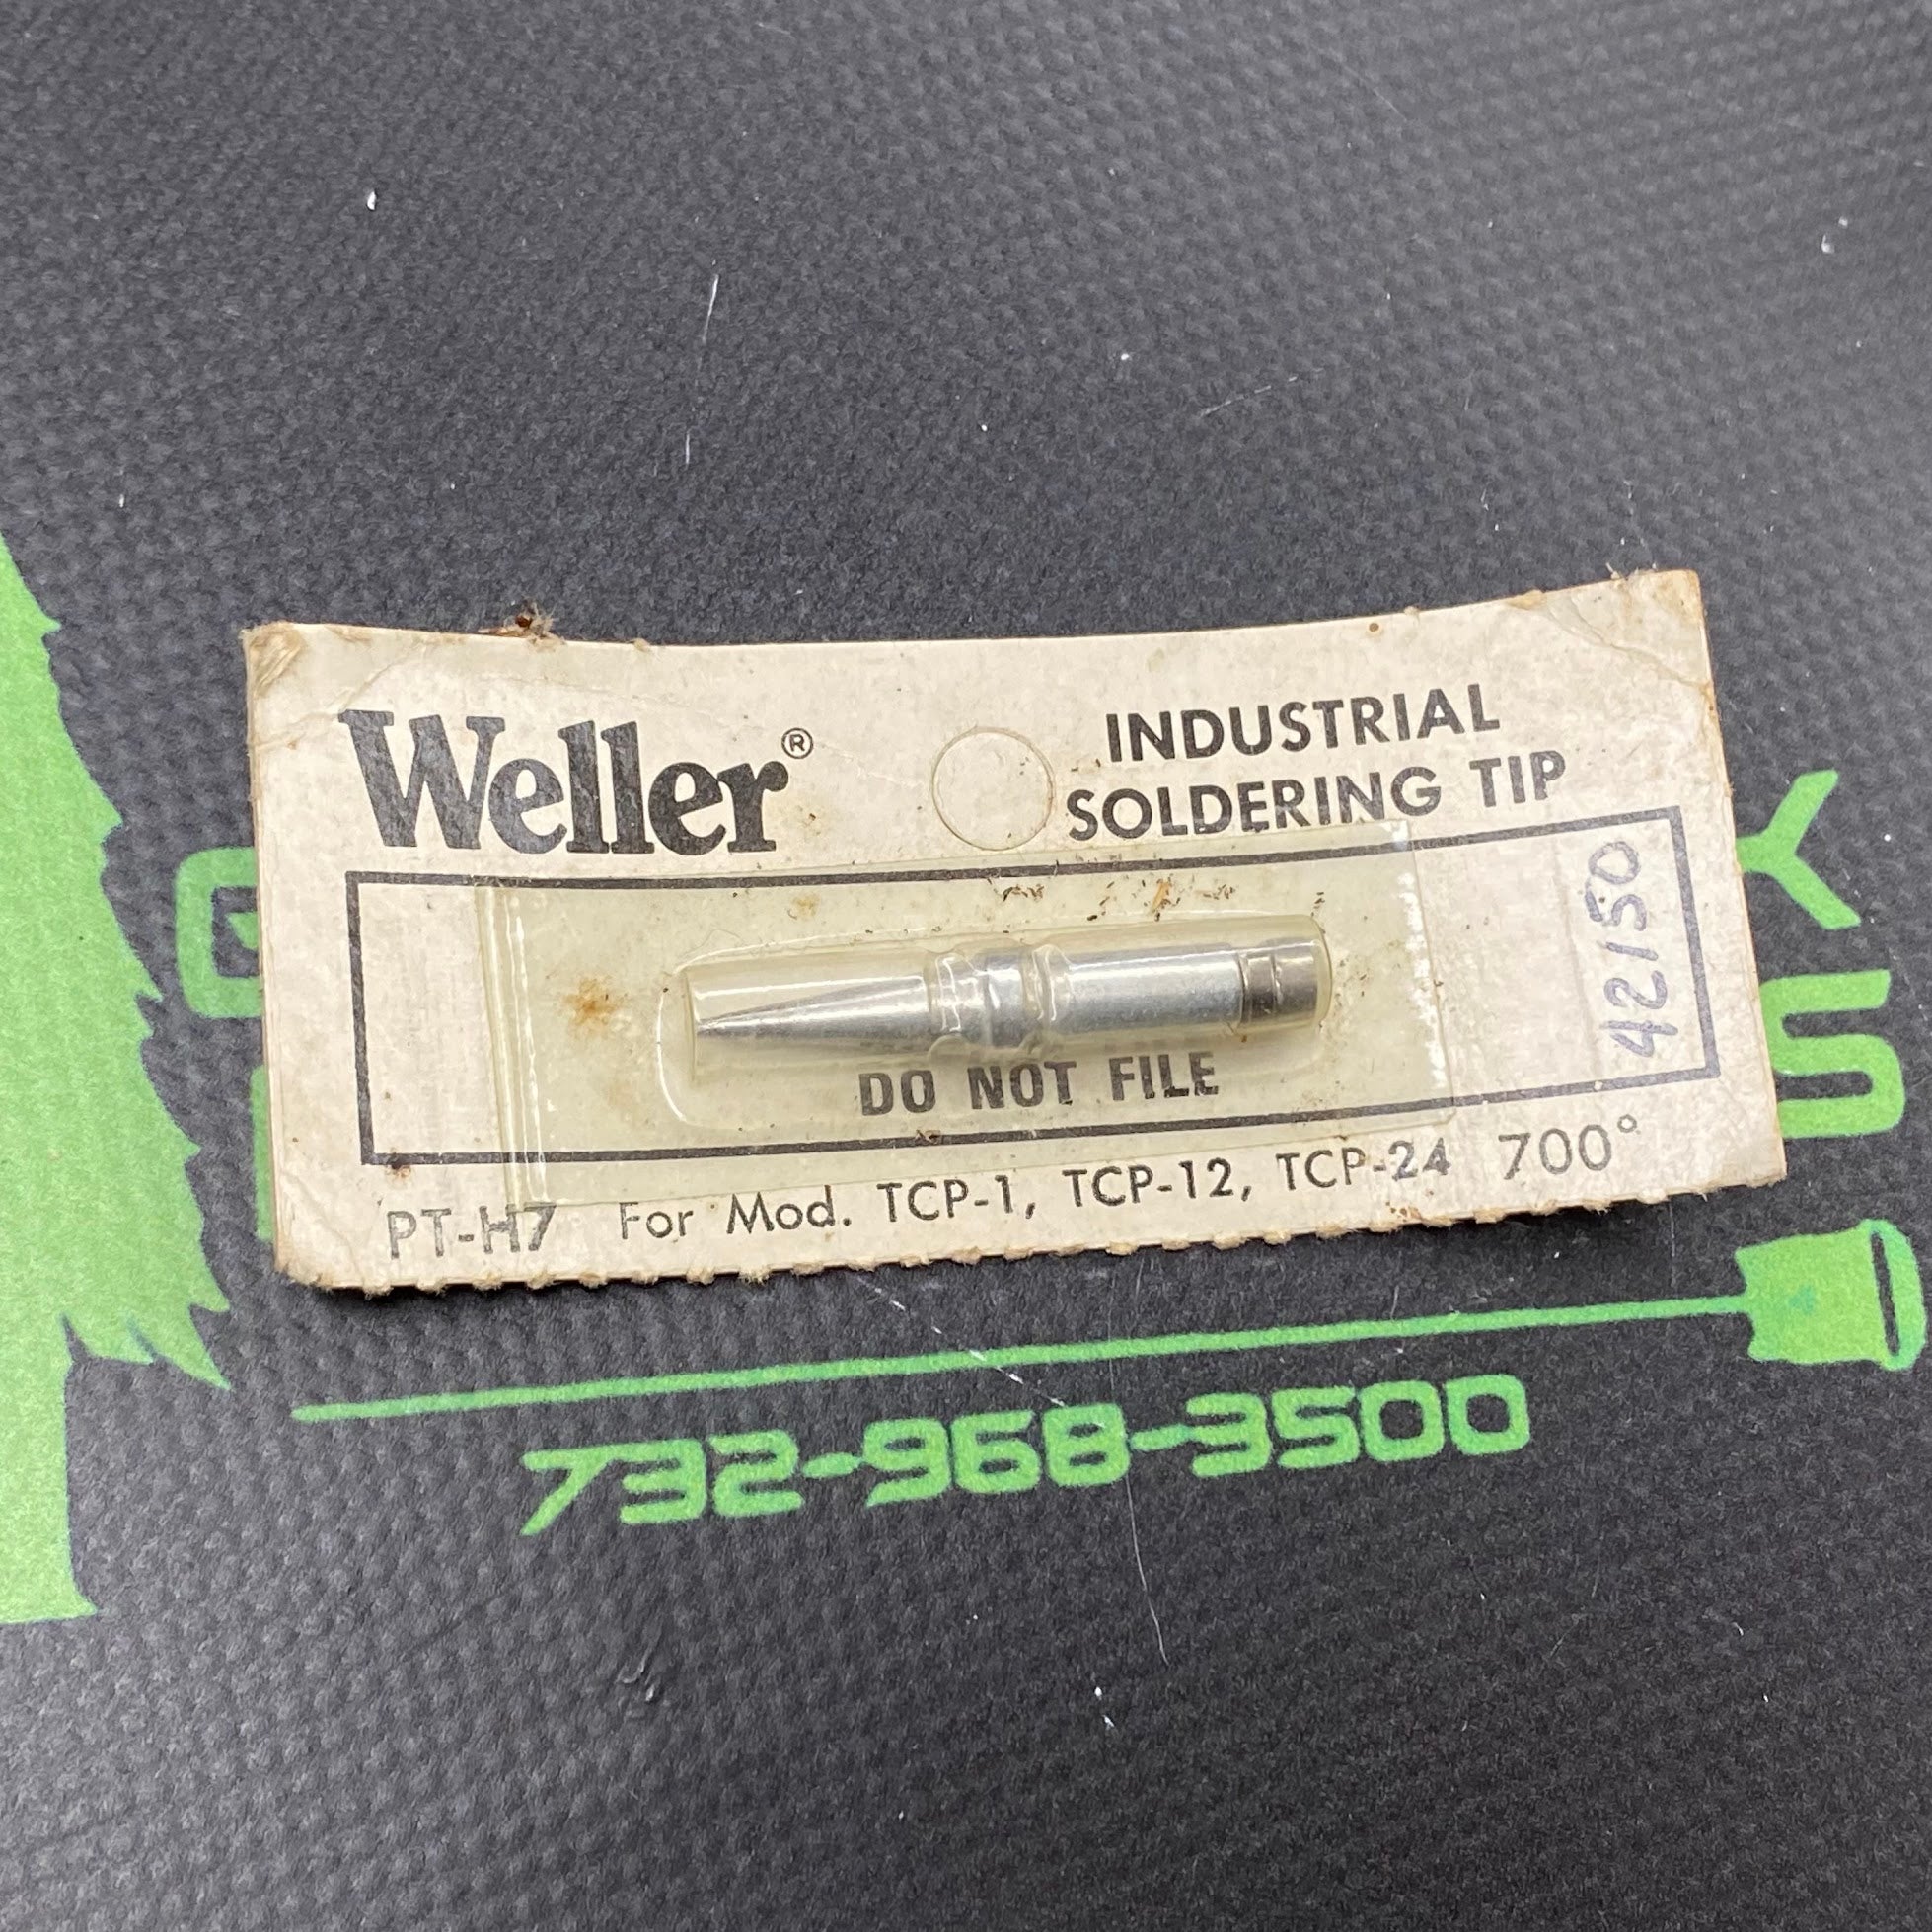 Weller®
INDUSTRIAL
SOLDERING TIP
42150
DO NOT FILE
PT-H7 For Mod. TCP-1, TCP-12, TCP-24 700°
732-968-3500